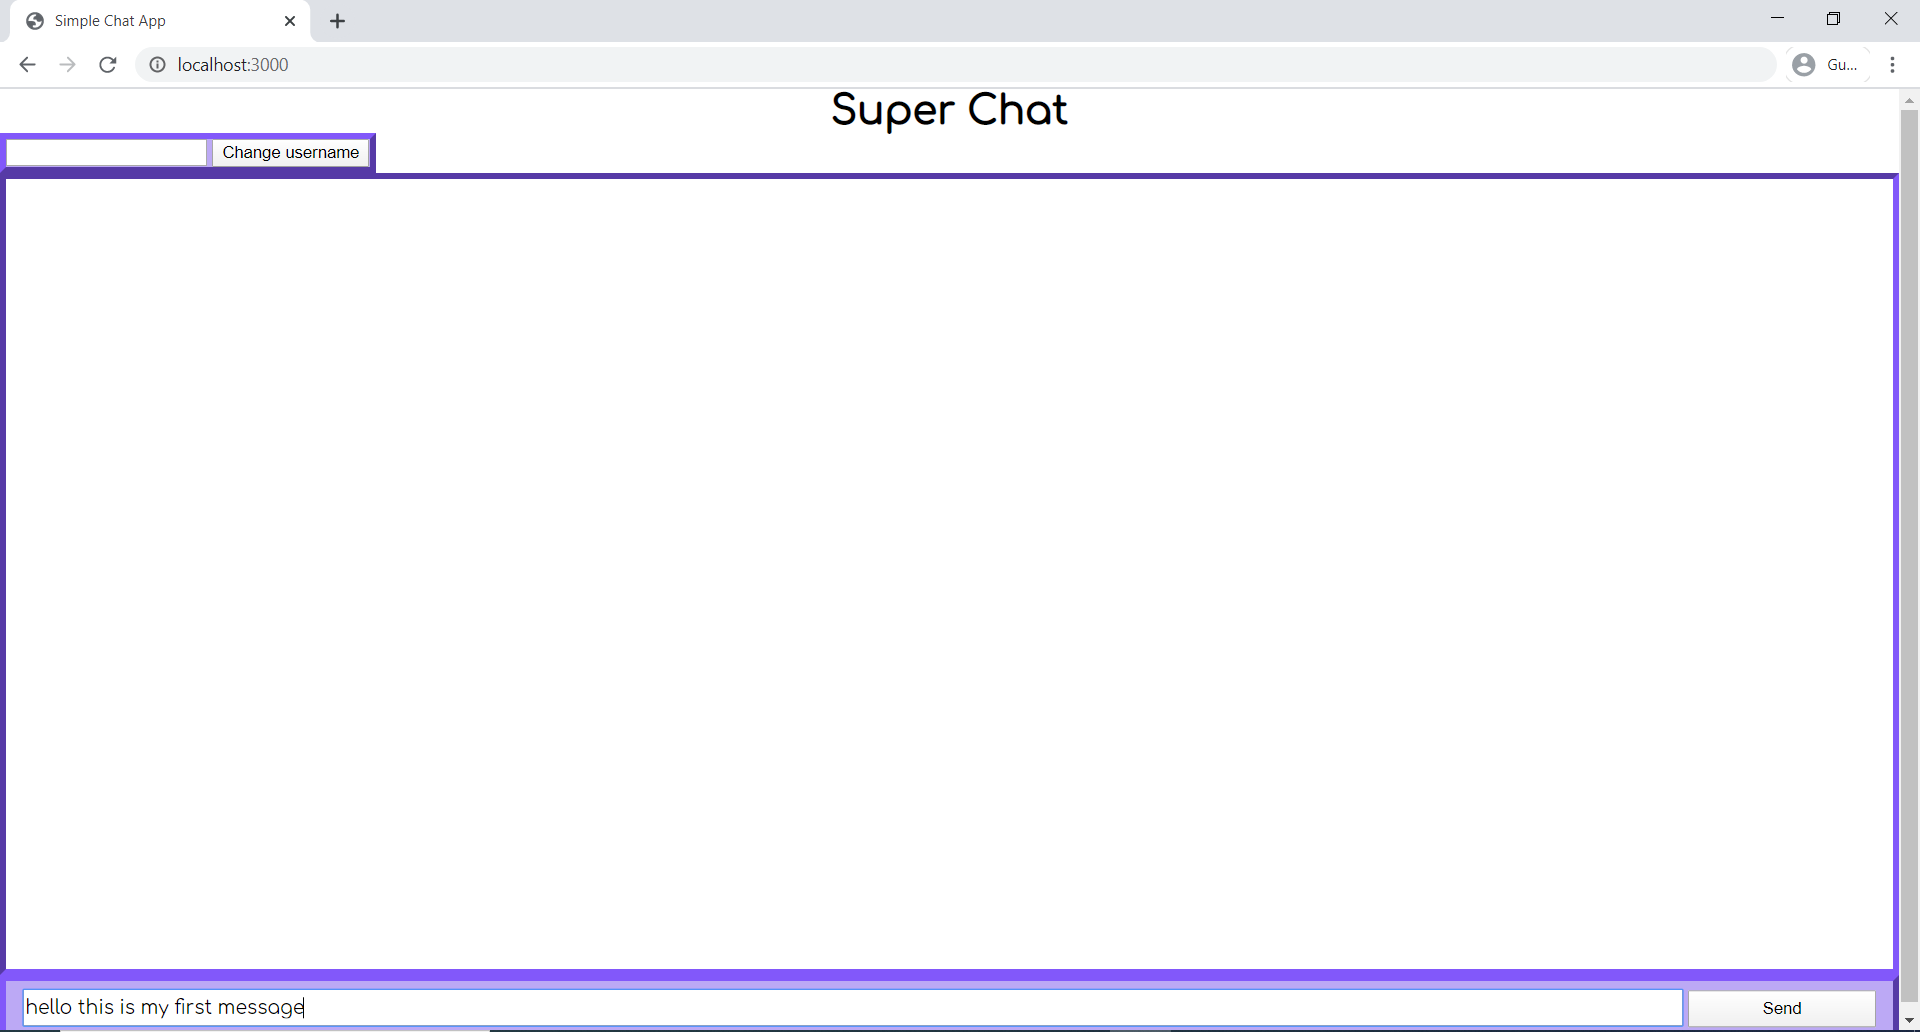 Simple Chat App
localhost:3000
Gu...
Super Chat
Change username
hello this is my first message
Send